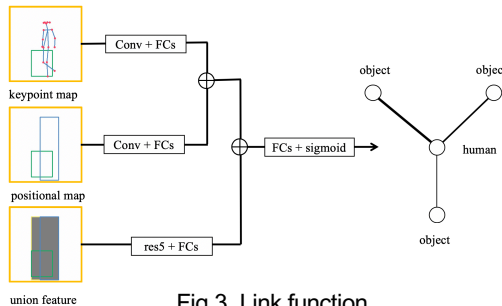 Conv + FCs
keypoint map
Conv + FCs
positional map
res5 + FCs
union feature
FCs + sigmoid
object
objec
human
object
Fig 3. Link function